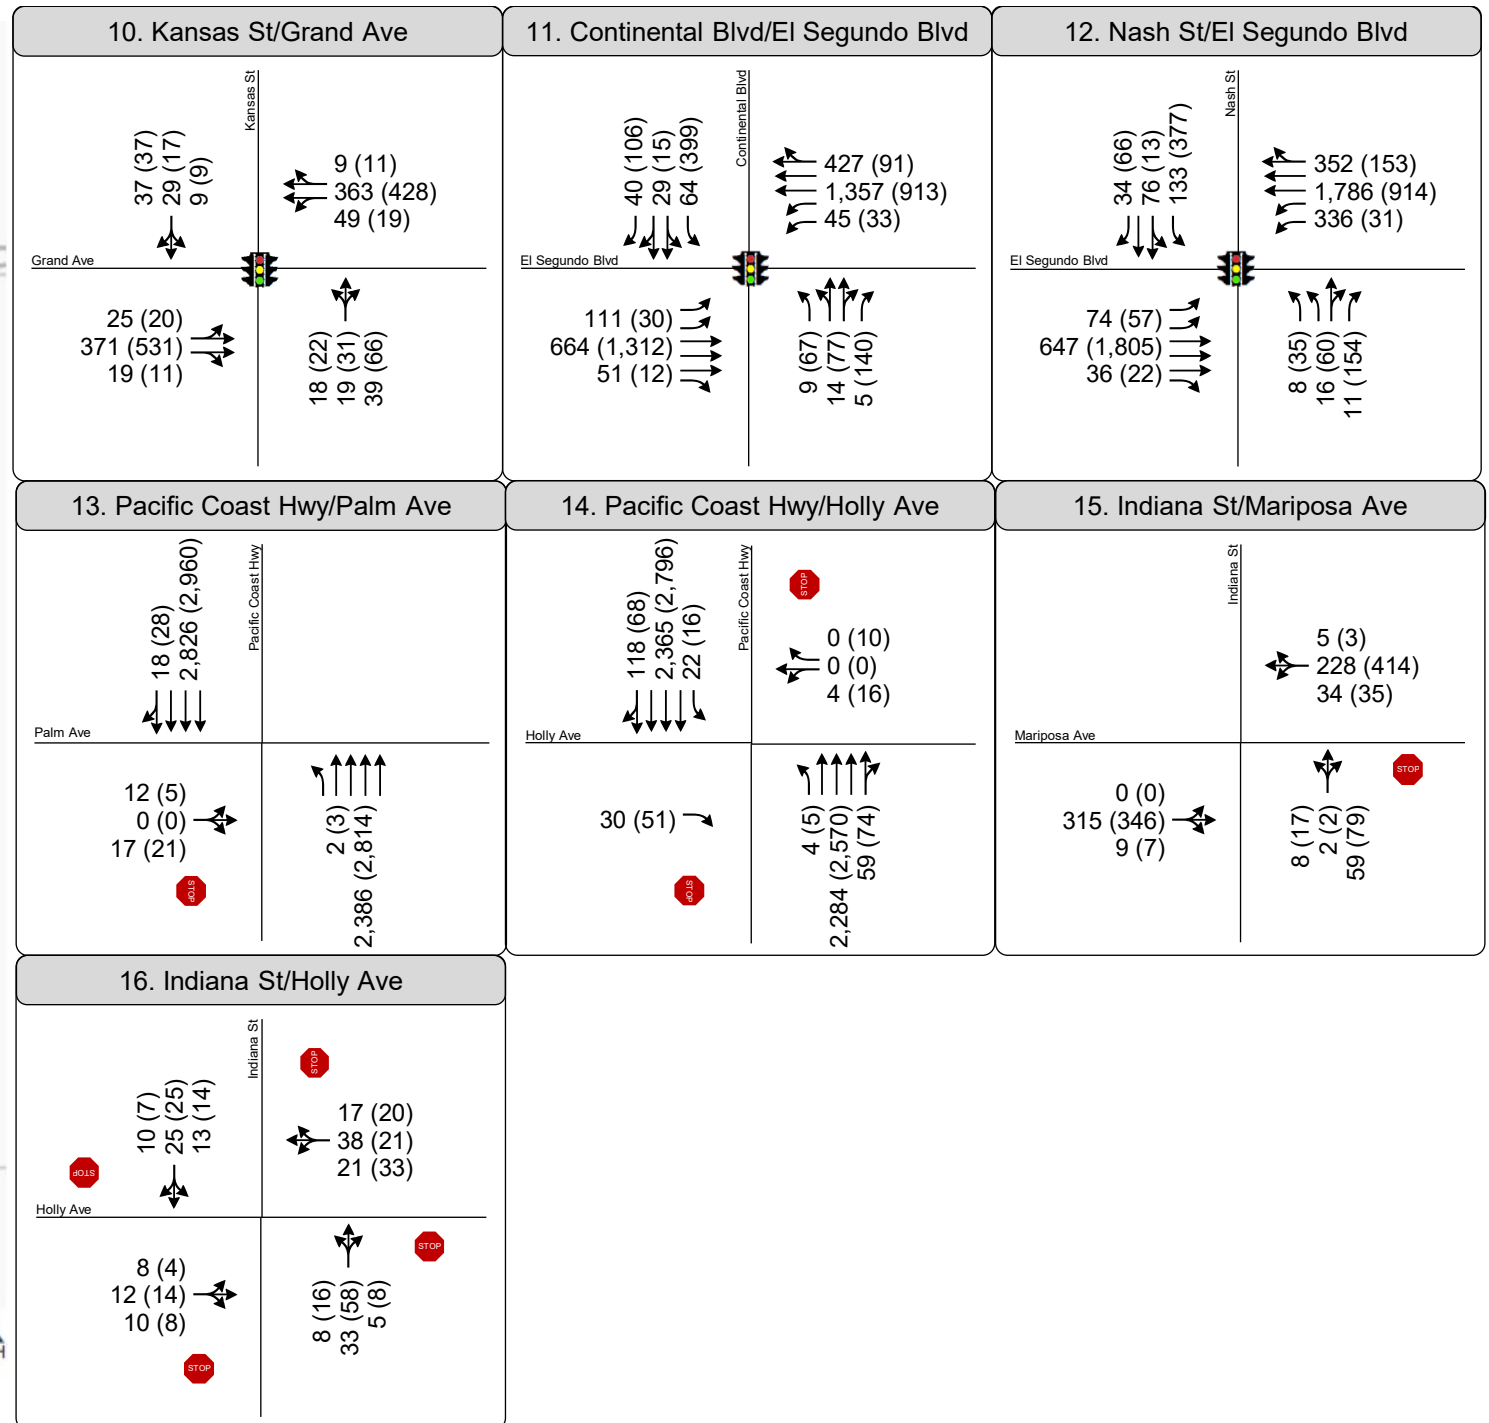 10. Kansas St/Grand Ave
Kansas St
37 (37)
29 (17)
9 (9)
9 (11)
363 (428)
49 (19)
Grand Ave
25 (20)
371 (531)
19 (11)
18 (22)
19 (31)
39 (66)
11. Continental Blvd/El Segundo Blvd
Continental Blvd
40 (106)
29 (15)
64 (399)
427 (91)
1,357 (913)
45 (33)
El Segundo Blvd
111 (30)
664 (1,312)
51 (12)
9 (67)
14 (77)
5 (140)
12. Nash St/El Segundo Blvd
Nash St
34 (66)
76 (13)
133 (377)
352 (153)
1,786 (914)
336 (31)
El Segundo Blvd
74 (57)
647 (1,805)
36 (22)
8 (35)
16 (60)
11 (154)
13. Pacific Coast Hwy/Palm Ave
Pacific Coast Hwy
18 (28)
2,826 (2,960)
Palm Ave
12 (5)
0 (0)
17 (21)
STOP
2 (3)
2,386 (2,814)
14. Pacific Coast Hwy/Holly Ave
Pacific Coast Hwy
118 (68)
2,365 (2,796)
22 (16)
STOP
0 (10)
0 (0)
4 (16)
Holly Ave
30 (51)
STOP
4 (5)
2,284 (2,570)
59 (74)
15. Indiana St/Mariposa Ave
Indiana St
5 (3)
228 (414)
34 (35)
Mariposa Ave
STOP
0 (0)
315 (346)
9 (7)
8 (17)
2 (2)
59 (79)
16. Indiana St/Holly Ave
Indiana St
STOP
10 (7)
25 (25)
13 (14)
17 (20)
38 (21)
21 (33)
STOP
Holly Ave
STOP
8 (4)
12 (14)
10 (8)
8 (16)
33 (58)
5 (8)
STOP